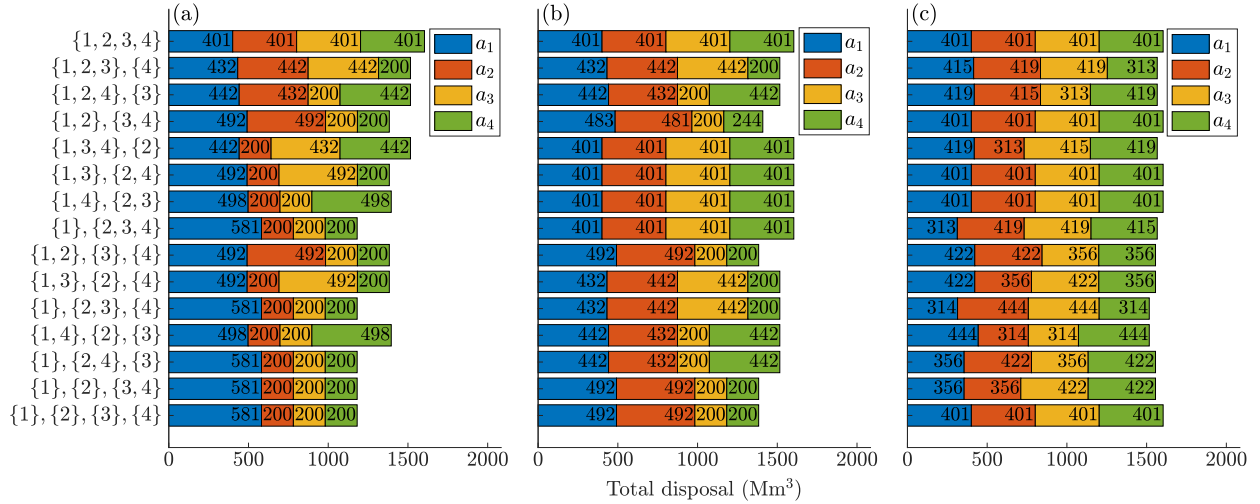 (a) (b) (c)
{1, 2, 3, 4} 401 401 401 401 a1 401 401 401 401 a1 401 401 401 401 a1
{1, 2, 3}, {4} 432 442 442 200 a2 432 442 442 200 a2 415 419 419 313 a2
{1, 2, 4}, {3} 442 432 200 442 a3 442 432 200 442 a3 419 415 313 419 a3
{1, 2}, {3, 4} 492 492 200 200 a4 483 481 200 244 a4 401 401 401 401 a4
{1, 3, 4}, {2} 442 200 432 442 401 401 401 401 419 313 415 419
{1, 3}, {2, 4} 492 200 492 200 401 401 401 401 401 401 401 401
{1, 4}, {2, 3} 498 200 200 498 401 401 401 401 401 401 401 401
{1}, {2, 3, 4} 581 200 200 200 401 401 401 401 313 419 419 415
{1, 2}, {3}, {4} 492 492 200 200 492 492 200 200 422 422 356 356
{1, 3}, {2}, {4} 492 200 492 200 432 442 442 200 422 356 422 356
{1}, {2, 3}, {4} 581 200 200 200 432 442 442 200 314 444 444 314
{1, 4}, {2}, {3} 498 200 200 498 442 432 200 442 444 314 314 444
{1}, {2, 4}, {3} 581 200 200 200 442 432 200 442 356 422 356 422
{1}, {2}, {3, 4} 581 200 200 200 492 492 200 200 356 356 422 422
{1}, {2}, {3}, {4} 581 200 200 200 492 492 200 200 401 401 401 401
0 500 1000 1500 2000 0 500 1000 1500 2000 0 500 1000 1500 2000
Total disposal (Mm³)